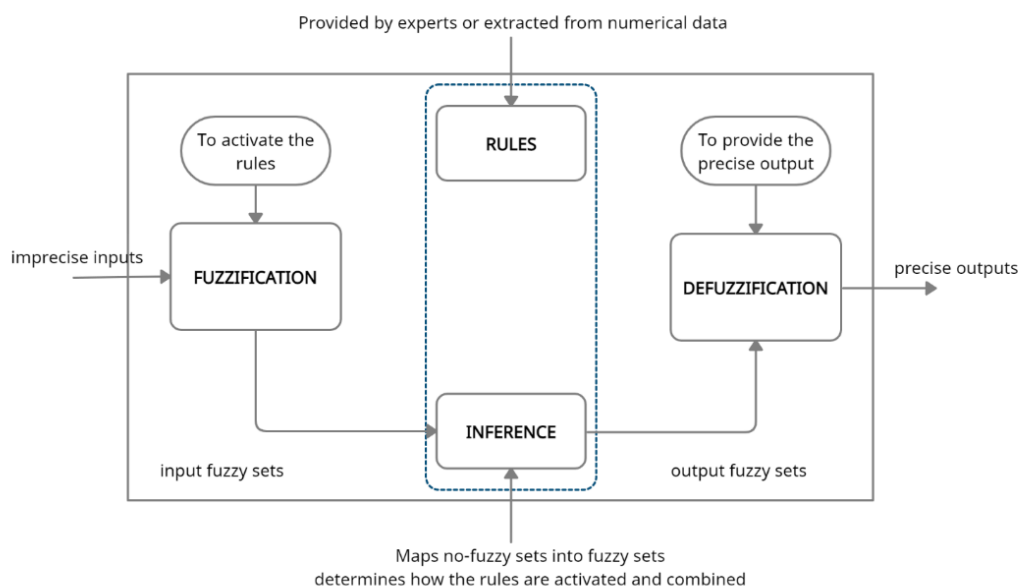 Provided by experts or extracted from numerical data
To activate the
rules
RULES
To provide the
precise output
imprecise inputs
FUZZIFICATION
DEFUZZIFICATION
precise outputs
INFERENCE
input fuzzy sets
output fuzzy sets
Maps no-fuzzy sets into fuzzy sets
determines how the rules are activated and combined